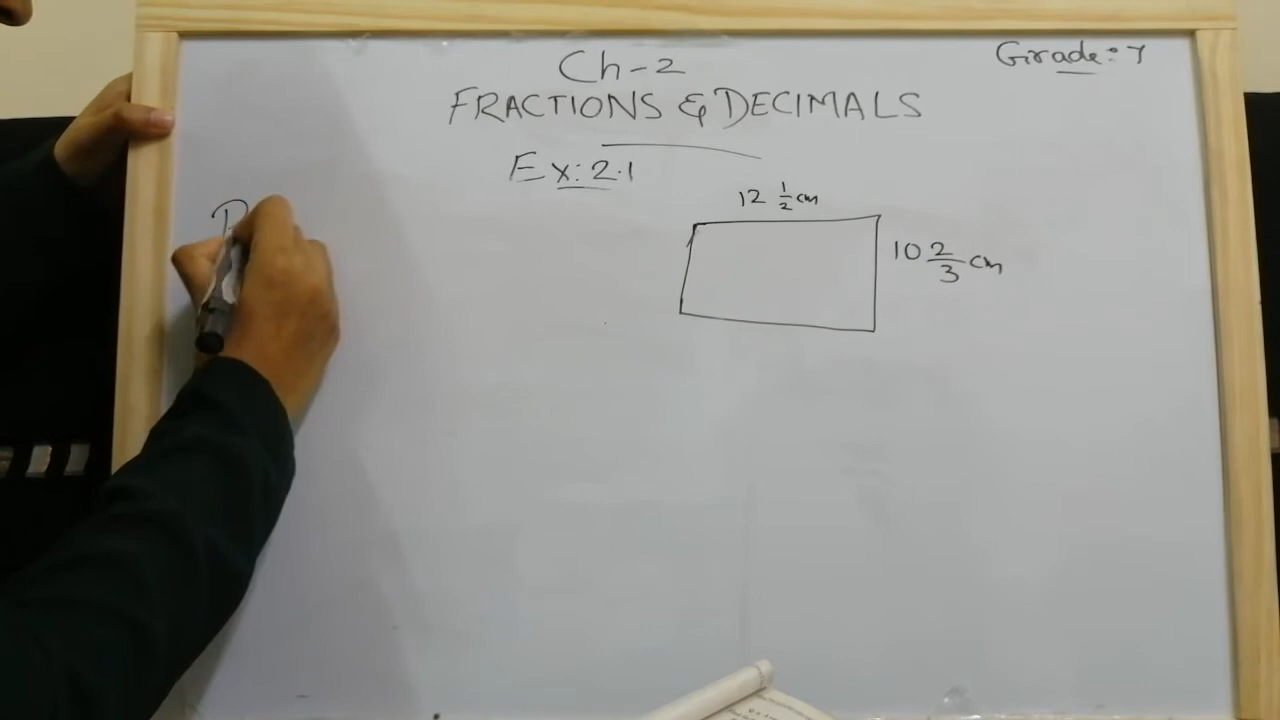 Grade: 7
Ch-2
FRACTIONS & DECIMALS
Ex: 2.1
12 1/2 cm
10 2/3 cm
P